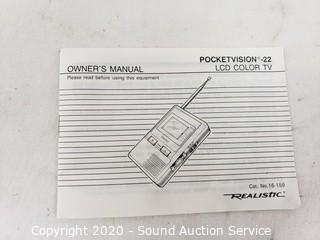 POCKETVISION®-22
OWNER'S MANUAL
LCD COLOR TV
Please read before using this equipment
Cat. No. 16-159
REALISTIC®
Copyright 2020 - Sound Auction Service